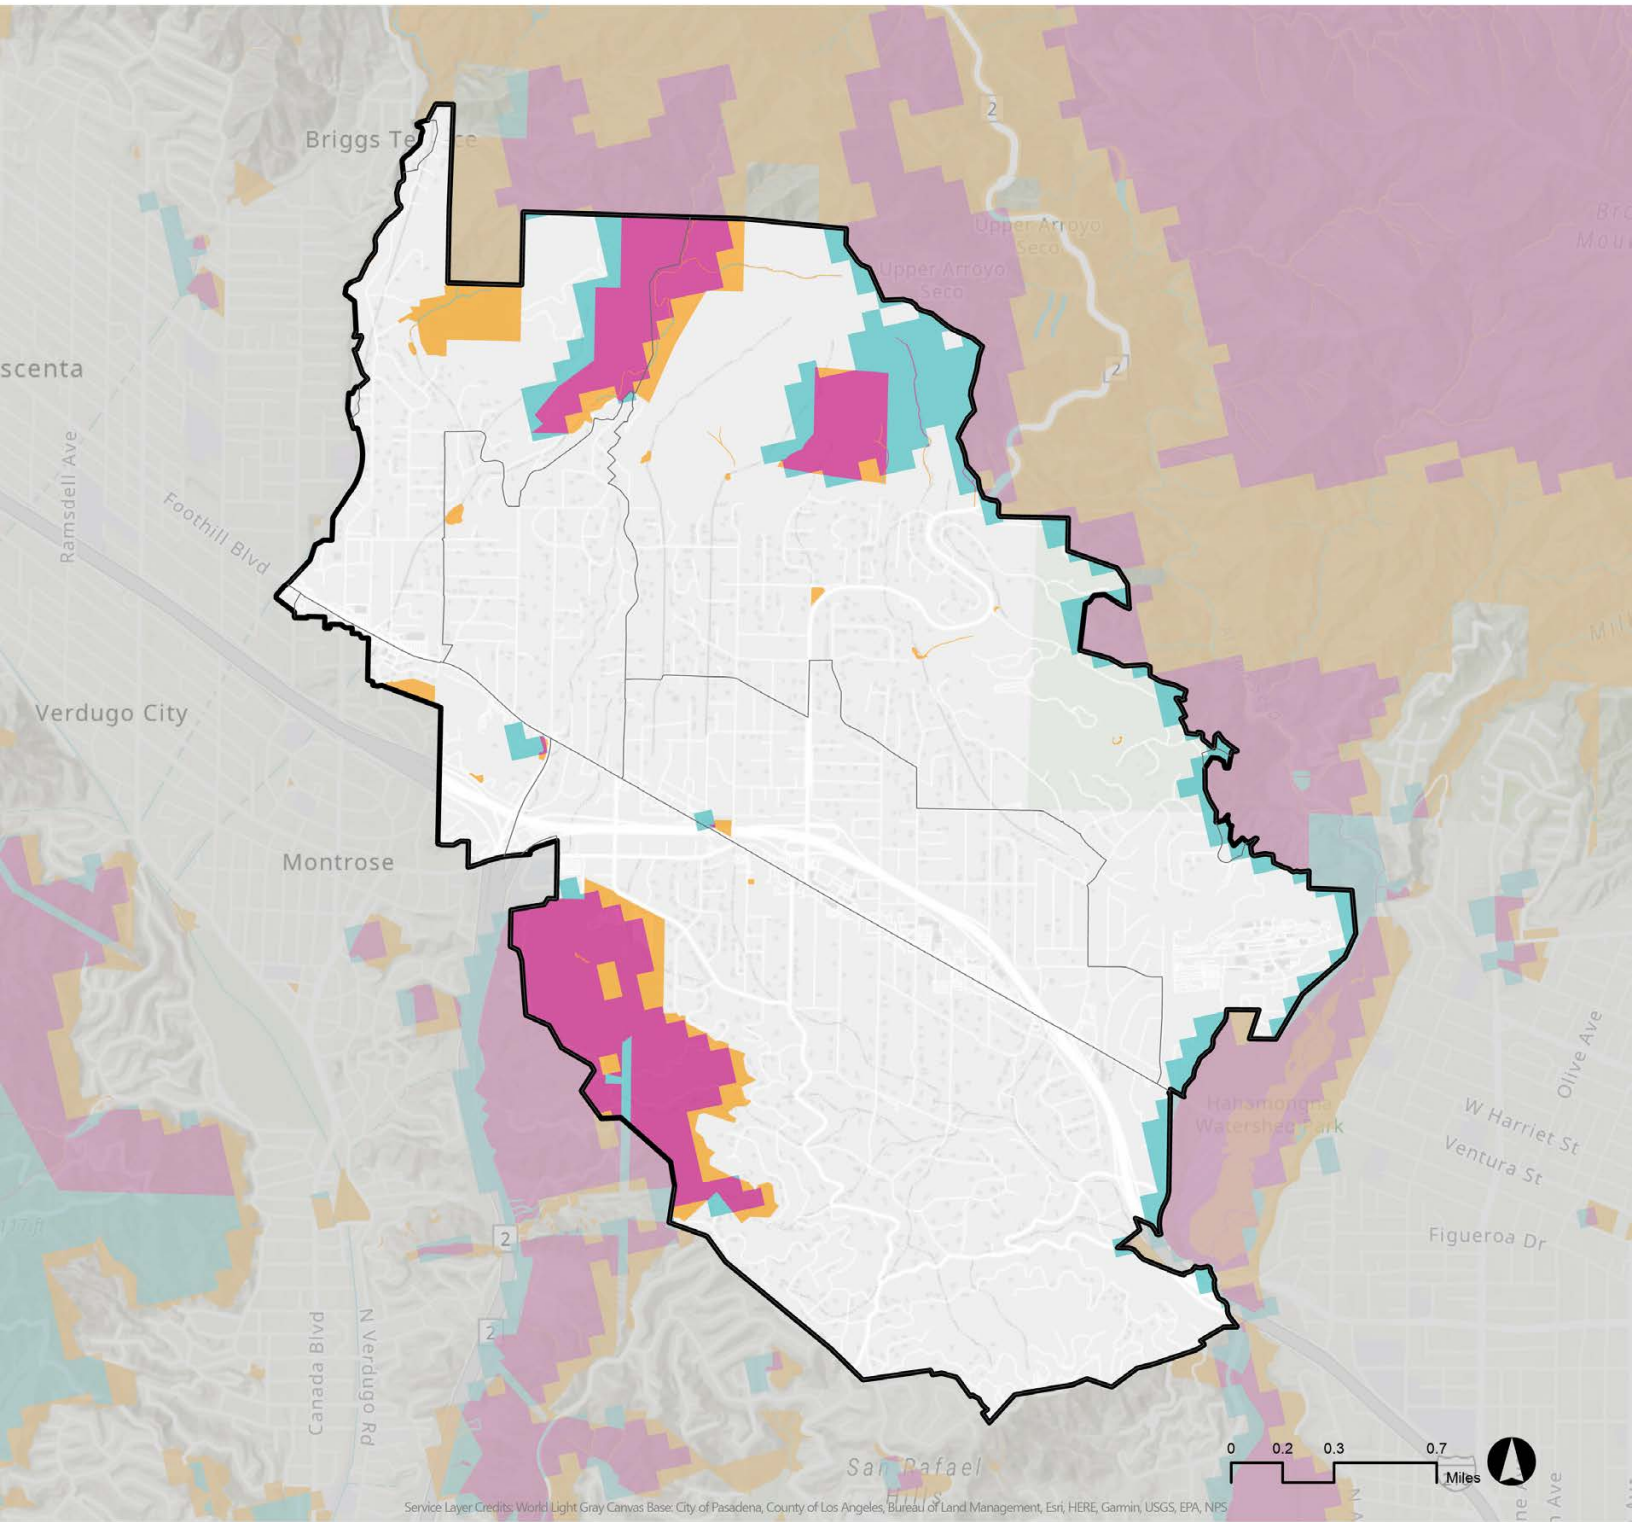 2
Briggs Te ce
Upper Arroyo
Seco
Upper Arroyo
Seco
2
scenta
Ramsdell Ave
Foothill Blvd
Verdugo City
Montrose
Olive Ave
Hahamongna
Watershed Park
W Harriet St
Ventura St
Figueroa Dr
2
2
Canada Blvd
N Verdugo Rd
San Rafael
Hills
0 0.2 0.3 0.7
Miles
Service Layer Credits: World Light Gray Canvas Base: City of Pasadena, County of Los Angeles, Bureau of Land Management, Esri, HERE, Garmin, USGS, EPA, NPS